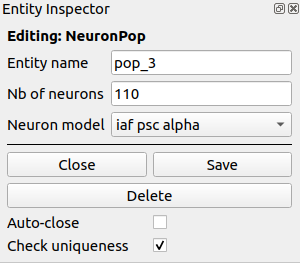 Entity Inspector
Editing: NeuronPop
Entity name pop_3
Nb of neurons 110
Neuron model iaf psc alpha
Close Save
Delete
Auto-close
Check uniqueness